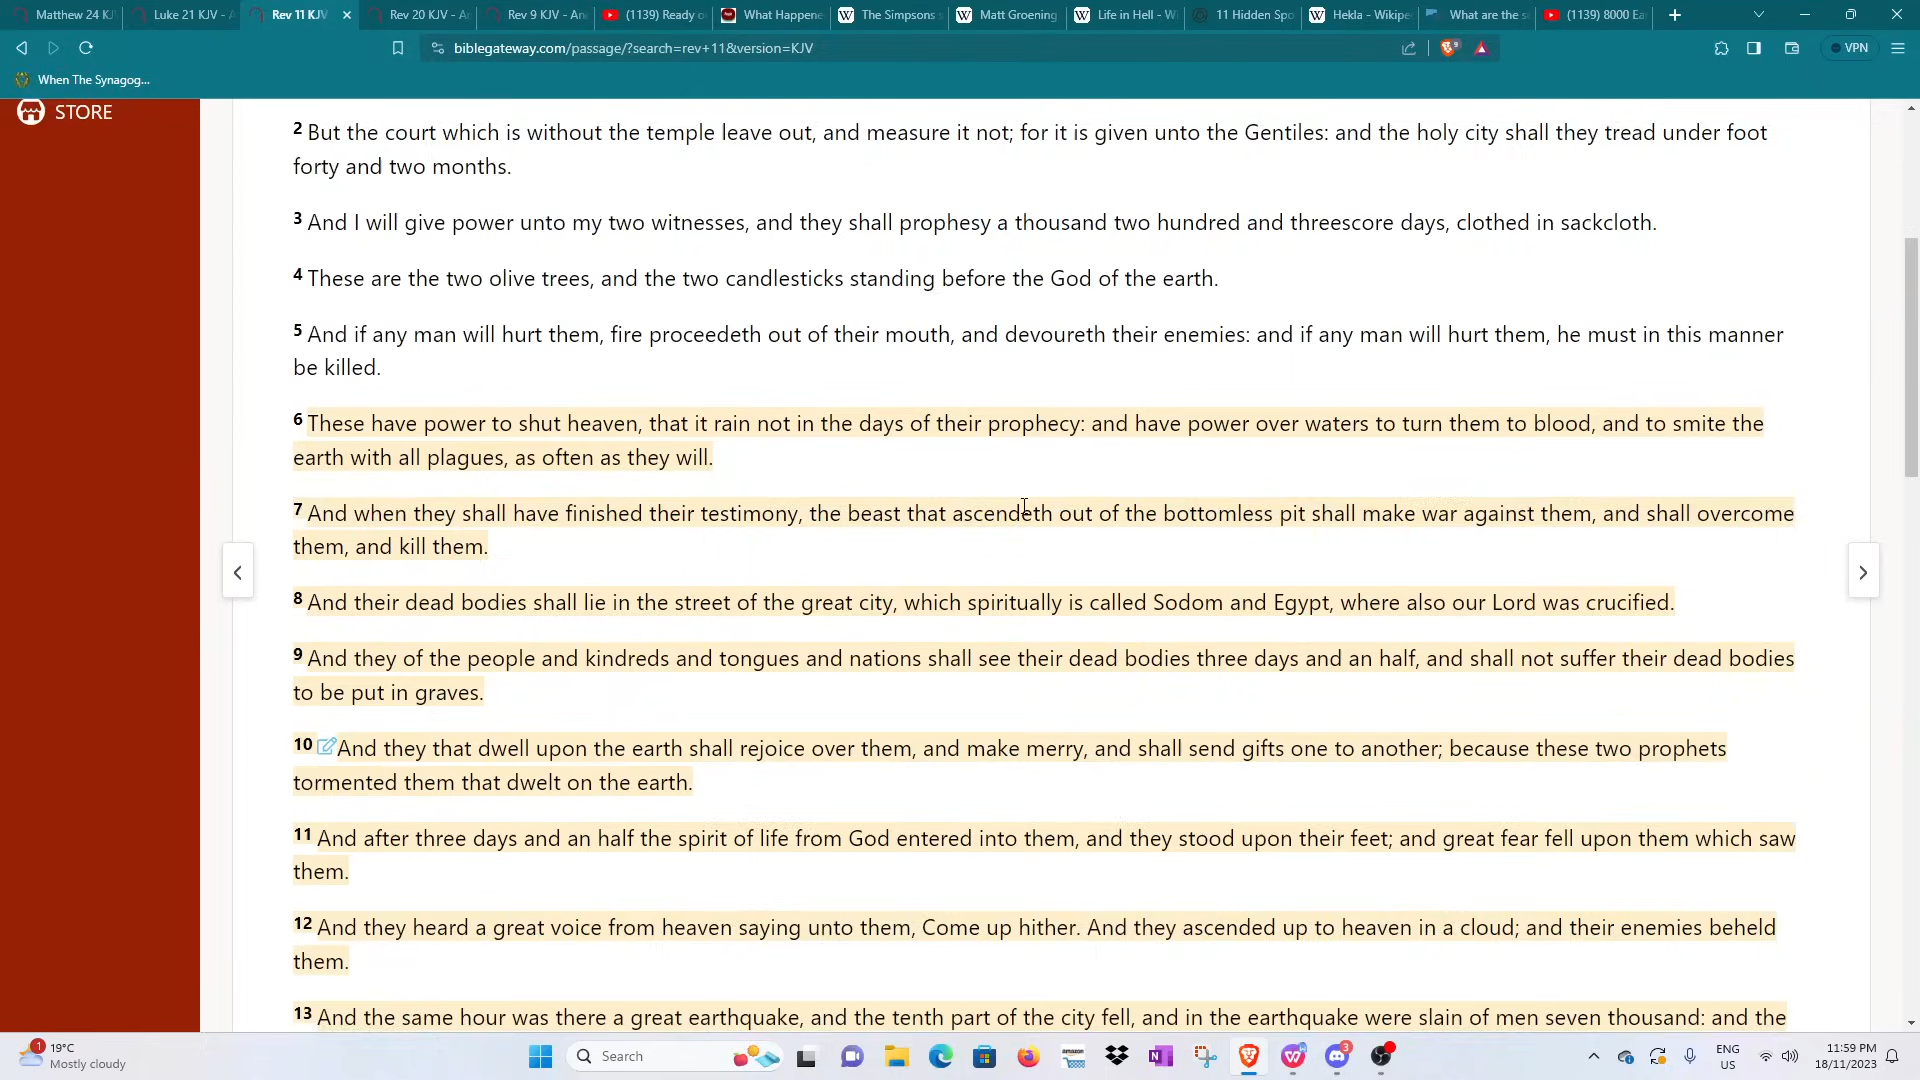 Matthew 24 KJ
Luke 21 KJV - A
Rev 11 KJV
Rev 20 KJV - A
Rev 9 KJV - An
(1139) Ready o
What Happene
The Simpsons
Matt Groening
Life in Hell - W
11 Hidden Spo
Hekla - Wikipe
What are the s
(1139) 8000 Ea
biblegateway.com/passage/?search=rev+11&version=KJV
9
VPN
When The Synagog...
STORE
2 But the court which is without the temple leave out, and measure it not; for it is given unto the Gentiles: and the holy city shall they tread under foot
forty and two months.
3 And I will give power unto my two witnesses, and they shall prophesy a thousand two hundred and threescore days, clothed in sackcloth.
4 These are the two olive trees, and the two candlesticks standing before the God of the earth.
5 And if any man will hurt them, fire proceedeth out of their mouth, and devoureth their enemies: and if any man will hurt them, he must in this manner
be killed.
6 These have power to shut heaven, that it rain not in the days of their prophecy: and have power over waters to turn them to blood, and to smite the
earth with all plagues, as often as they will.
7 And when they shall have finished their testimony, the beast that ascendeth out of the bottomless pit shall make war against them, and shall overcome
them, and kill them.
8 And their dead bodies shall lie in the street of the great city, which spiritually is called Sodom and Egypt, where also our Lord was crucified.
9 And they of the people and kindreds and tongues and nations shall see their dead bodies three days and an half, and shall not suffer their dead bodies
to be put in graves.
10 And they that dwell upon the earth shall rejoice over them, and make merry, and shall send gifts one to another; because these two prophets
tormented them that dwelt on the earth.
11 And after three days and an half the spirit of life from God entered into them, and they stood upon their feet; and great fear fell upon them which saw
them.
12 And they heard a great voice from heaven saying unto them, Come up hither. And they ascended up to heaven in a cloud; and their enemies beheld
them.
13 And the same hour was there a great earthquake, and the tenth part of the city fell, and in the earthquake were slain of men seven thousand: and the
1
19°C
Mostly cloudy
Search
amazon
3
ENG
US
11:59 PM
18/11/2023